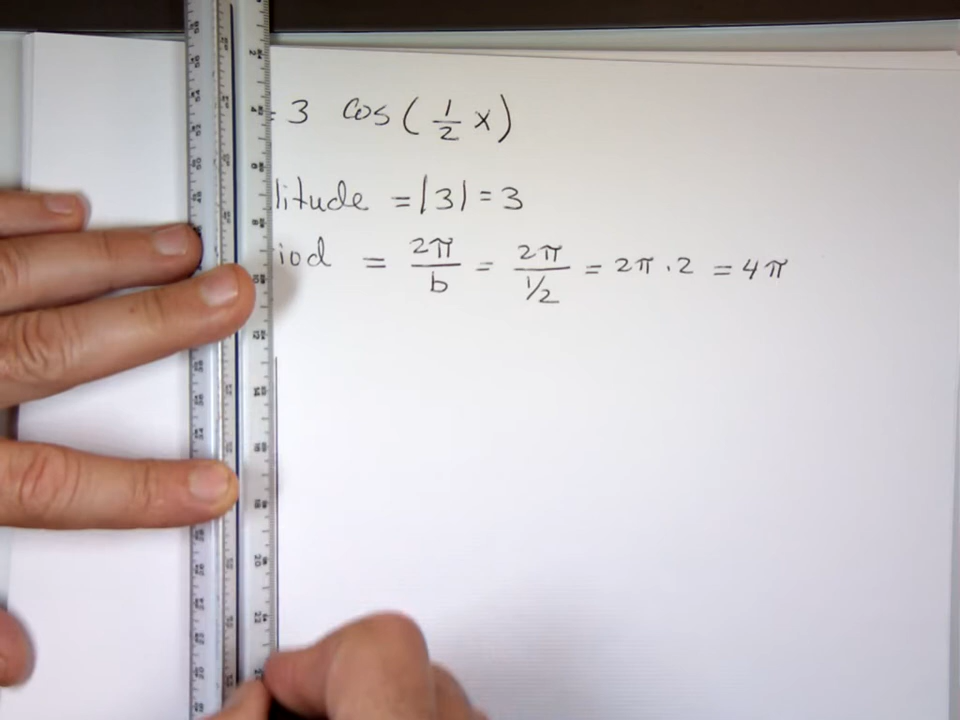 = 3 cos(1/2 x)
litude = |3| = 3
iod = 2π/b = 2π/1/2 = 2π · 2 = 4π